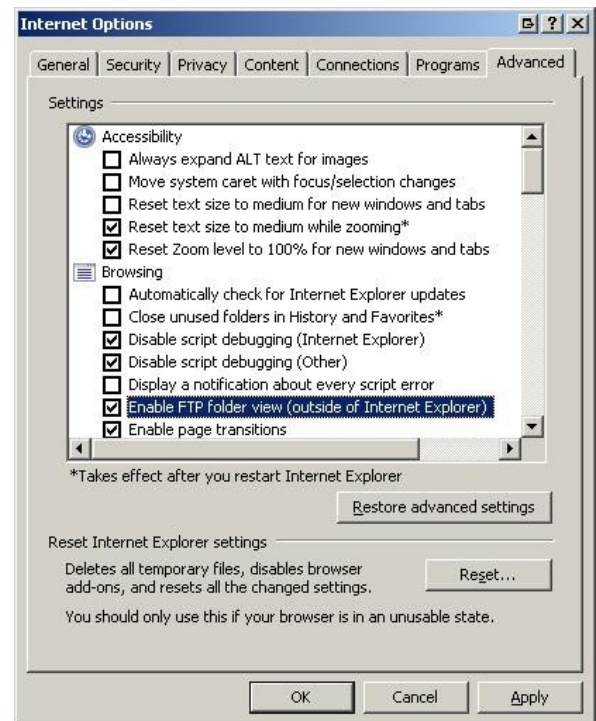 Internet Options
General Security Privacy Content Connections Programs Advanced
Settings
Accessibility
Always expand ALT text for images
Move system caret with focus/selection changes
Reset text size to medium for new windows and tabs
Reset text size to medium while zooming*
Reset Zoom level to 100% for new windows and tabs
Browsing
Automatically check for Internet Explorer updates
Close unused folders in History and Favorites*
Disable script debugging (Internet Explorer)
Disable script debugging (Other)
Display a notification about every script error
Enable FTP folder view (outside of Internet Explorer)
Enable page transitions
*Takes effect after you restart Internet Explorer
Restore advanced settings
Reset Internet Explorer settings
Deletes all temporary files, disables browser
add-ons, and resets all the changed settings.
Reset...
You should only use this if your browser is in an unusable state.
OK Cancel Apply